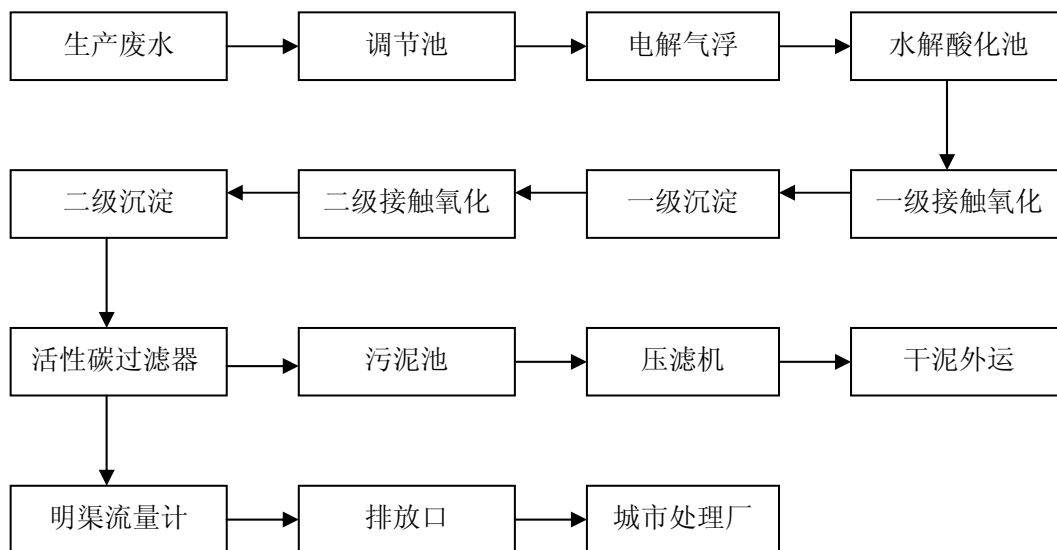 生产废水
调节池
电解气浮
水解酸化池
二级沉淀
二级接触氧化
一级沉淀
一级接触氧化
活性碳过滤器
污泥池
压滤机
干泥外运
明渠流量计
排放口
城市处理厂